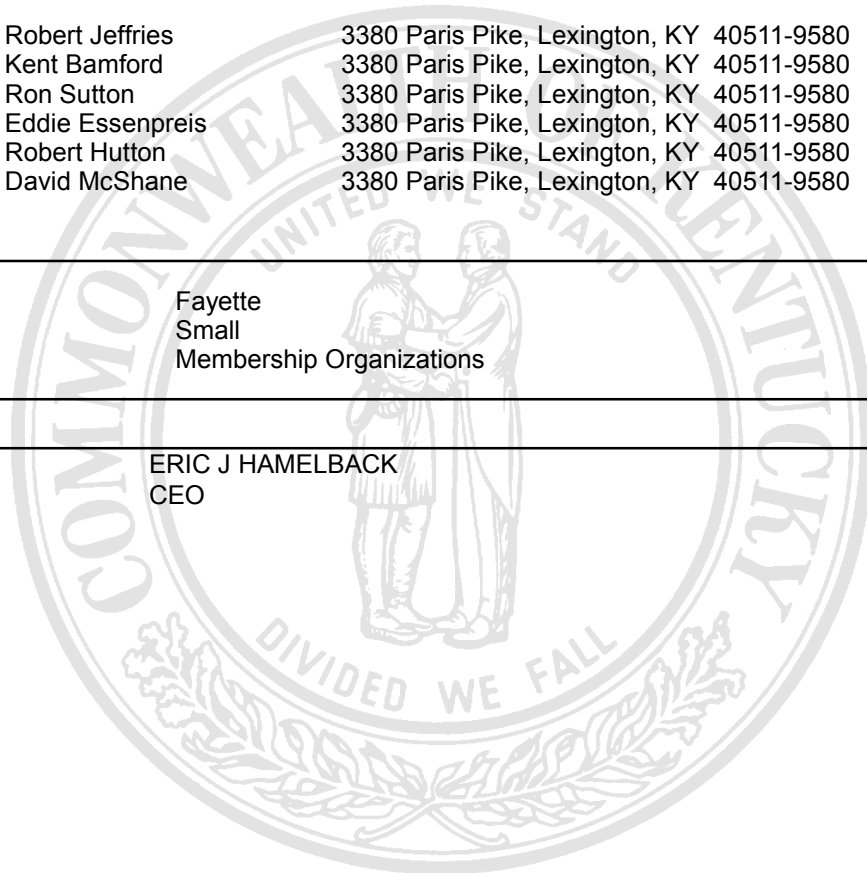 Robert Jeffries 3380 Paris Pike, Lexington, KY 40511-9580
Kent Bamford 3380 Paris Pike, Lexington, KY 40511-9580
Ron Sutton 3380 Paris Pike, Lexington, KY 40511-9580
Eddie Essenpreis 3380 Paris Pike, Lexington, KY 40511-9580
Robert Hutton 3380 Paris Pike, Lexington, KY 40511-9580
David McShane 3380 Paris Pike, Lexington, KY 40511-9580
Fayette
Small
Membership Organizations
ERIC J HAMELBACK
CEO
COMMONWEALTH OF KENTUCKY
UNITED WE STAND
DIVIDED WE FALL